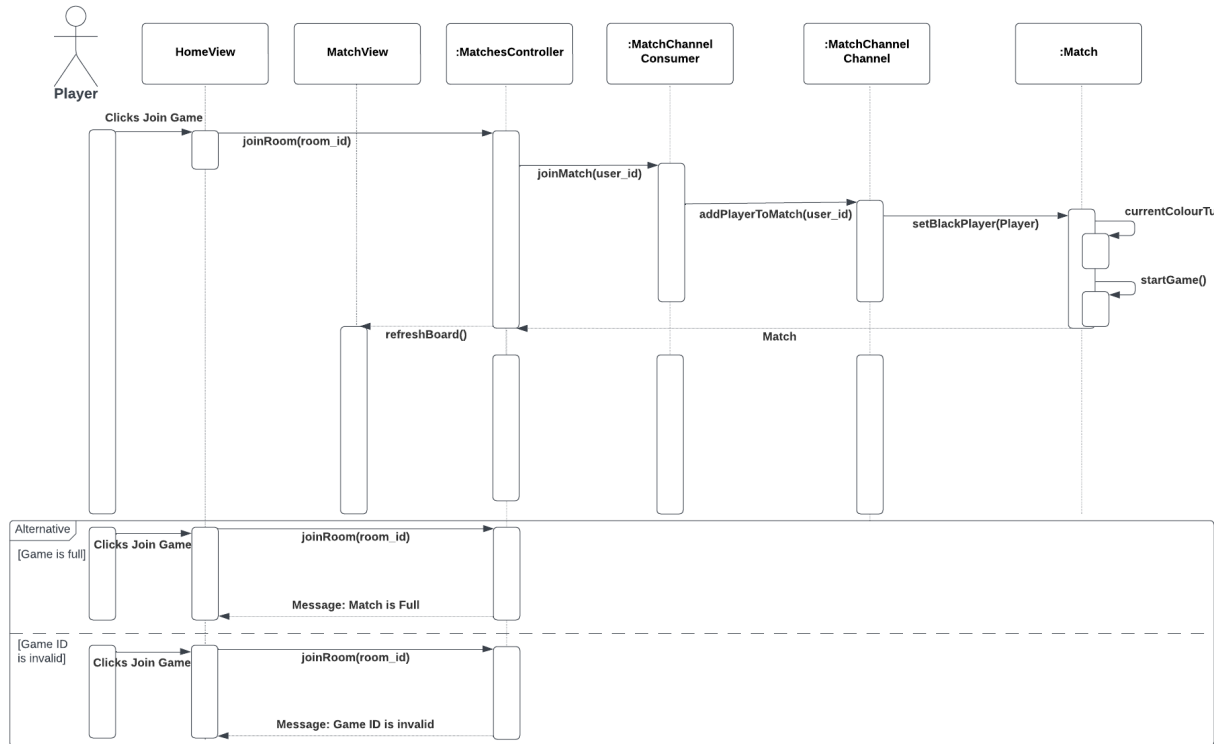 HomeView
MatchView
:MatchesController
:MatchChannel
Consumer
:MatchChannel
Channel
:Match
Player
Clicks Join Game
joinRoom(room_id)
joinMatch(user_id)
addPlayerToMatch(user_id)
setBlackPlayer(Player)
currentColourTu
startGame()
refreshBoard()
Match
Alternative
[Game is full]
Clicks Join Game
joinRoom(room_id)
Message: Match is Full
[Game ID
is invalid]
Clicks Join Game
joinRoom(room_id)
Message: Game ID is invalid